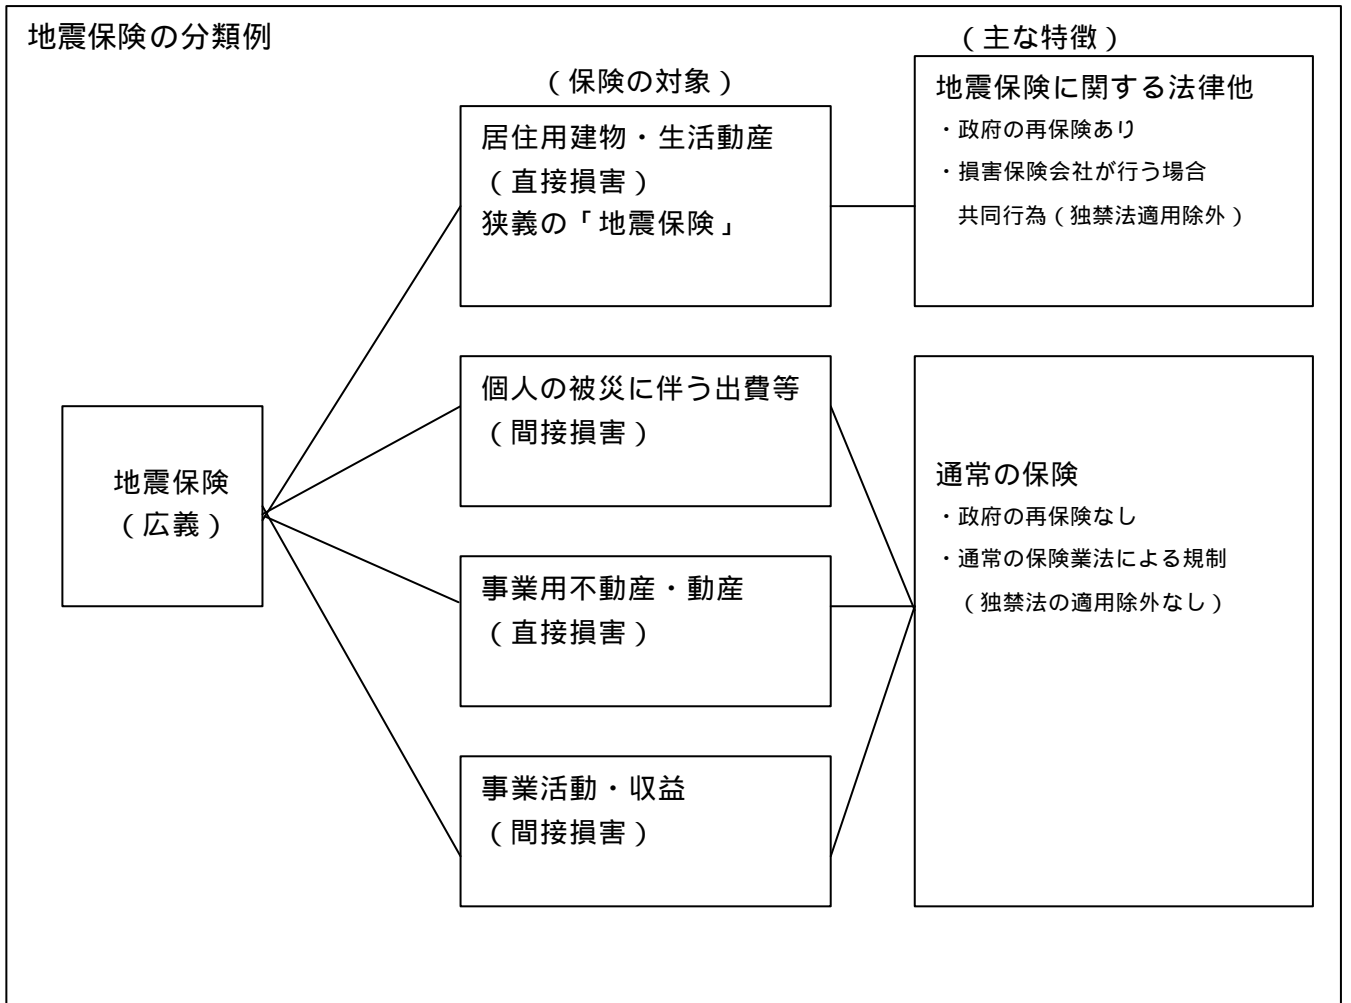 地震保険の分類例
（主な特徴）
（保険の対象）
地震保険
（広義）
居住用建物・生活動産
（直接損害）
狭義の「地震保険」
個人の被災に伴う出費等
（間接損害）
事業用不動産・動産
（直接損害）
事業活動・収益
（間接損害）
地震保険に関する法律他
・政府の再保険あり
・損害保険会社が行う場合
共同行為（独禁法適用除外）
通常の保険
・政府の再保険なし
・通常の保険業法による規制
（独禁法の適用除外なし）